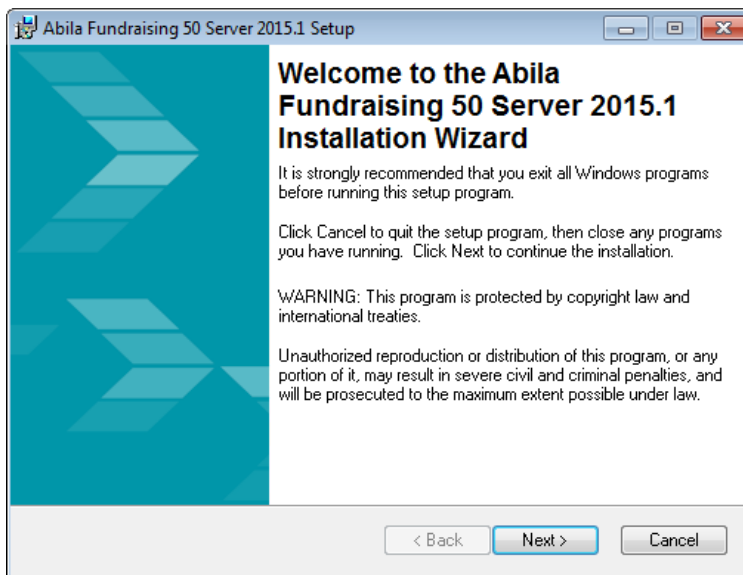 Abila Fundraising 50 Server 2015.1 Setup
Welcome to the Abila
Fundraising 50 Server 2015.1
Installation Wizard
It is strongly recommended that you exit all Windows programs
before running this setup program.
Click Cancel to quit the setup program, then close any programs
you have running. Click Next to continue the installation.
WARNING: This program is protected by copyright law and
international treaties.
Unauthorized reproduction or distribution of this program, or any
portion of it, may result in severe civil and criminal penalties, and
will be prosecuted to the maximum extent possible under law.
< Back Next > Cancel